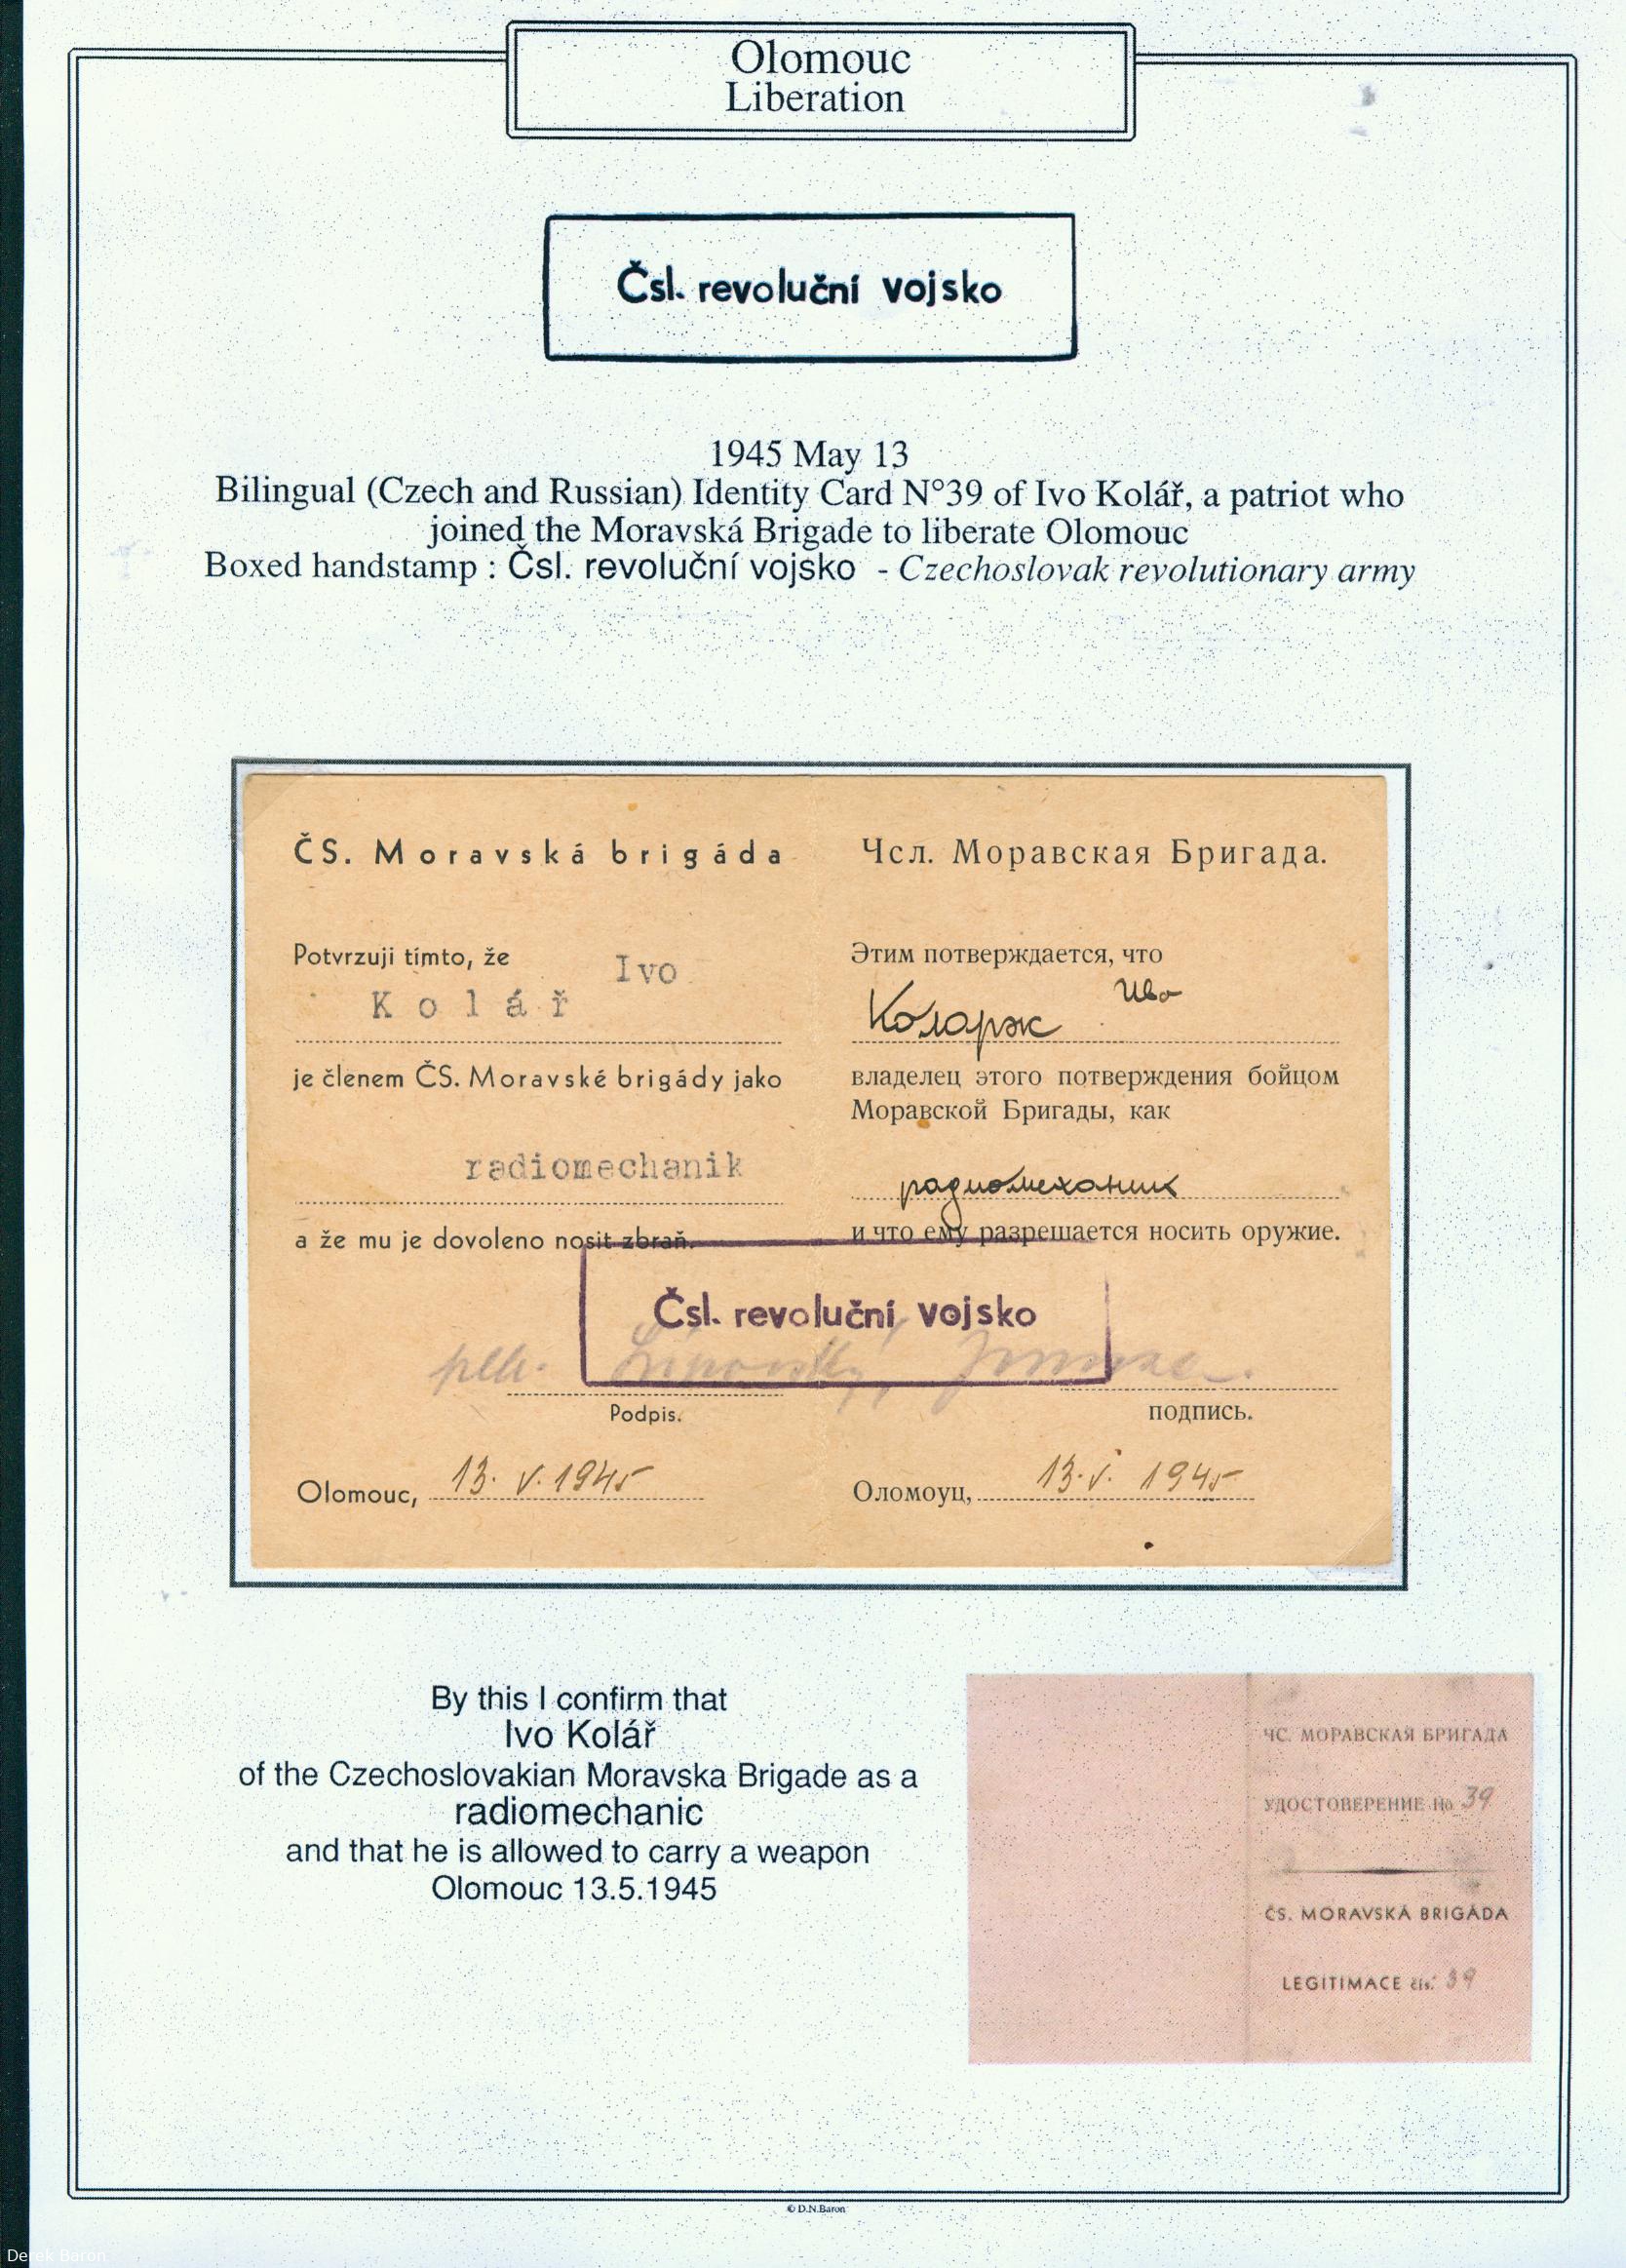 Olomouc
Liberation
Čsl. revoluční vojsko
1945 May 13
Bilingual (Czech and Russian) Identity Card N°39 of Ivo Kolář, a patriot who
joined the Moravská Brigade to liberate Olomouc
Boxed handstamp : Čsl. revoluční vojsko - Czechoslovak revolutionary army
ČS. Moravská brigáda
Potvrzuji tímto, že
Ivo
Kolář
je členem ČS. Moravské brigády jako
radiomechanik
a že mu je dovoleno nosit zbraň.
Чсл. Моравская Бригада.
Этим потверждается, что
Иво
Коларж
владелец этого потверждения бойцом
Моравской Бригады, как
радиомеханик
и что ему разрешается носить оружие.
Čsl. revoluční vojsko
Podpis.
подпись.
Olomouc, 13. V. 1945
Оломоуц, 13. V. 1945
By this I confirm that
Ivo Kolář
of the Czechoslovakian Moravska Brigade as a
radiomechanic
and that he is allowed to carry a weapon
Olomouc 13.5.1945
ЧС. МОРАВСКАЯ БРИГАДА
УДОСТОВЕРЕНИЕ Но 39
ČS. MORAVSKÁ BRIGÁDA
LEGITIMACE čís. 39
© D.N.Baron
Derek Baron